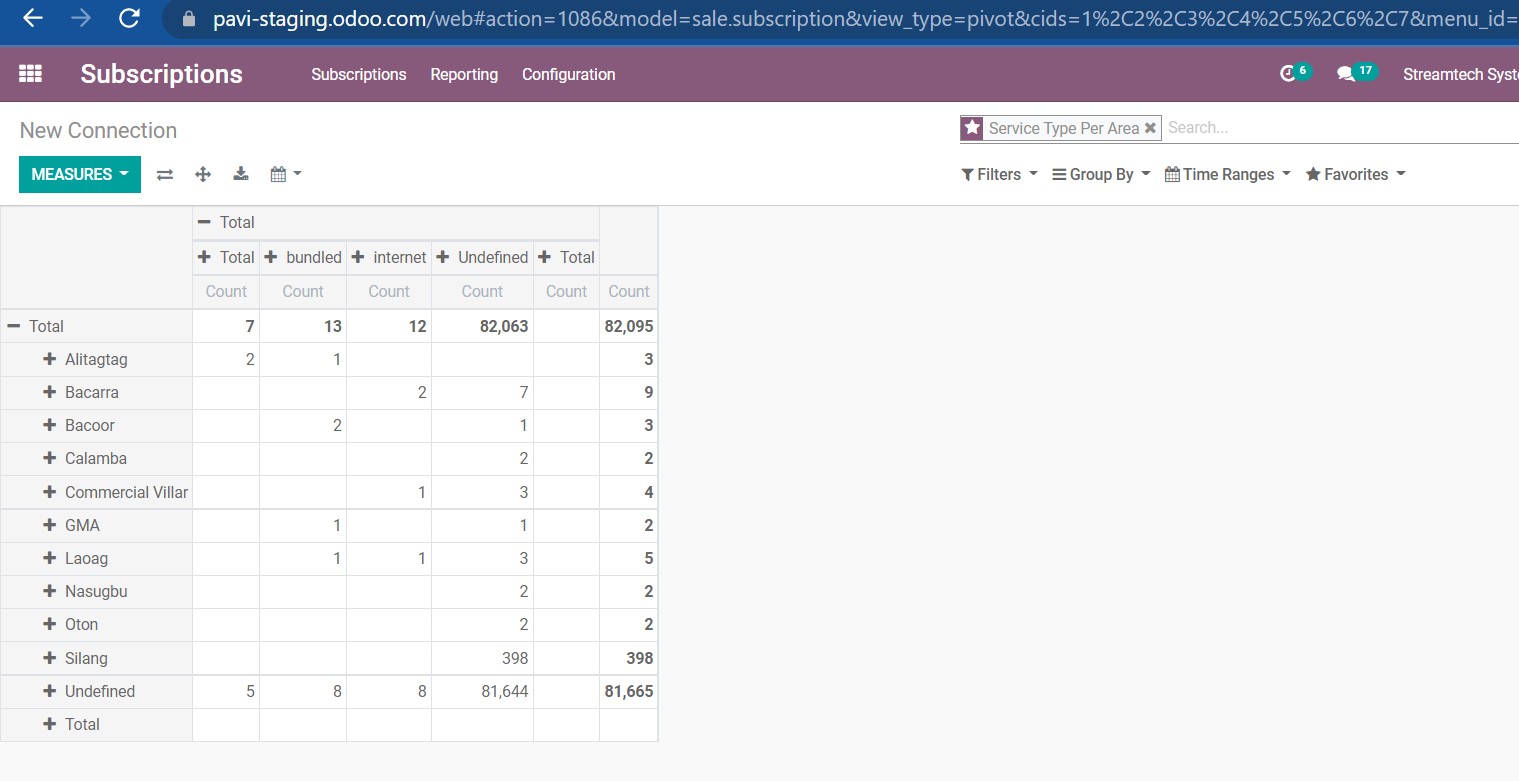 pavi-staging.odoo.com/web#action=1086&model=sale.subscription&view_type=pivot&cids=1%2C2%2C3%2C4%2C5%2C6%2C7&menu_id=
Subscriptions Subscriptions Reporting Configuration 6 17 Streamtech Syste
New Connection Service Type Per Area Search...
MEASURES Filters Group By Time Ranges Favorites
Total
Total bundled internet Undefined Total
Count Count Count Count Count Count
Total 7 13 12 82,063 82,095
Alitagtag 2 1 3
Bacarra 2 7 9
Bacoor 2 1 3
Calamba 2 2
Commercial Villar 1 3 4
GMA 1 1 2
Laoag 1 1 3 5
Nasugbu 2 2
Oton 2 2
Silang 398 398
Undefined 5 8 8 81,644 81,665
Total